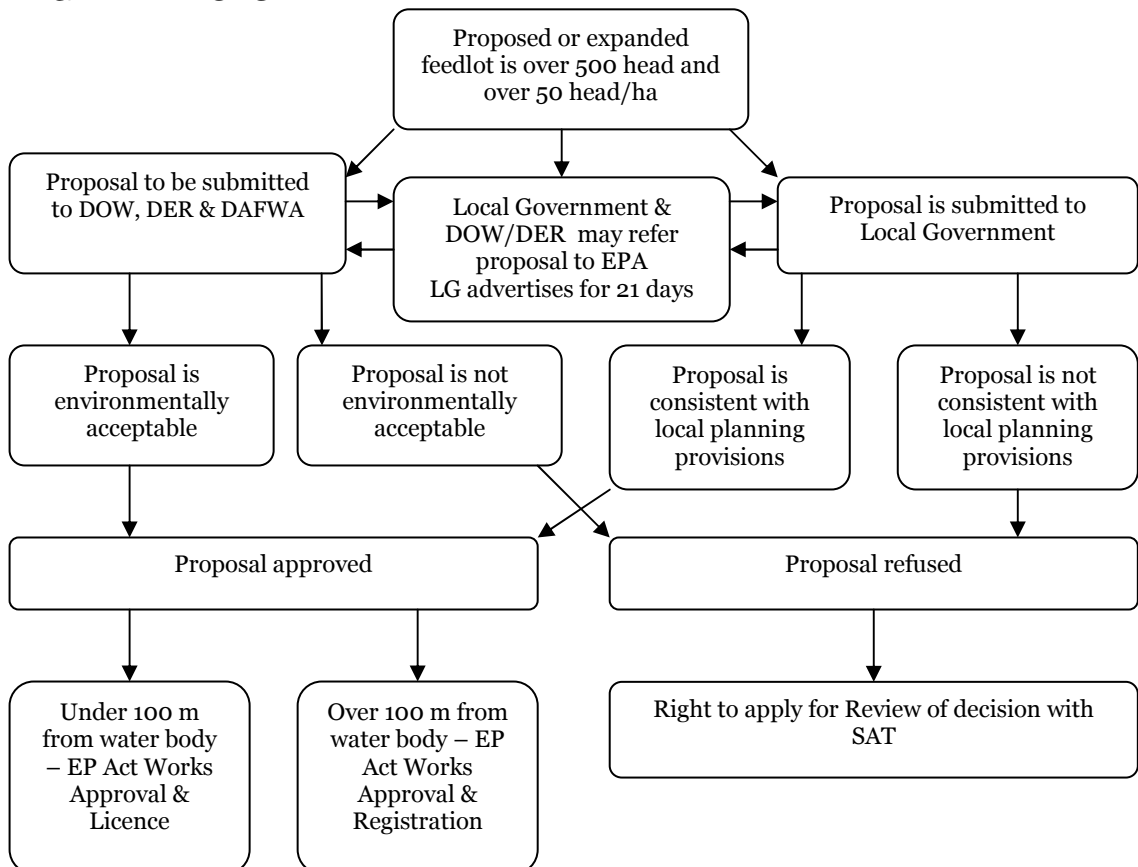 Proposed or expanded
feedlot is over 500 head and
over 50 head/ha
Proposal to be submitted
to DOW, DER & DAFWA
Local Government &
DOW/DER may refer
proposal to EPA
LG advertises for 21 days
Proposal is submitted to
Local Government
Proposal is
environmentally
acceptable
Proposal is not
environmentally
acceptable
Proposal is
consistent with
local planning
provisions
Proposal is not
consistent with
local planning
provisions
Proposal approved
Proposal refused
Under 100 m
from water body
– EP Act Works
Approval &
Licence
Over 100 m from
water body – EP
Act Works
Approval &
Registration
Right to apply for Review of decision with
SAT